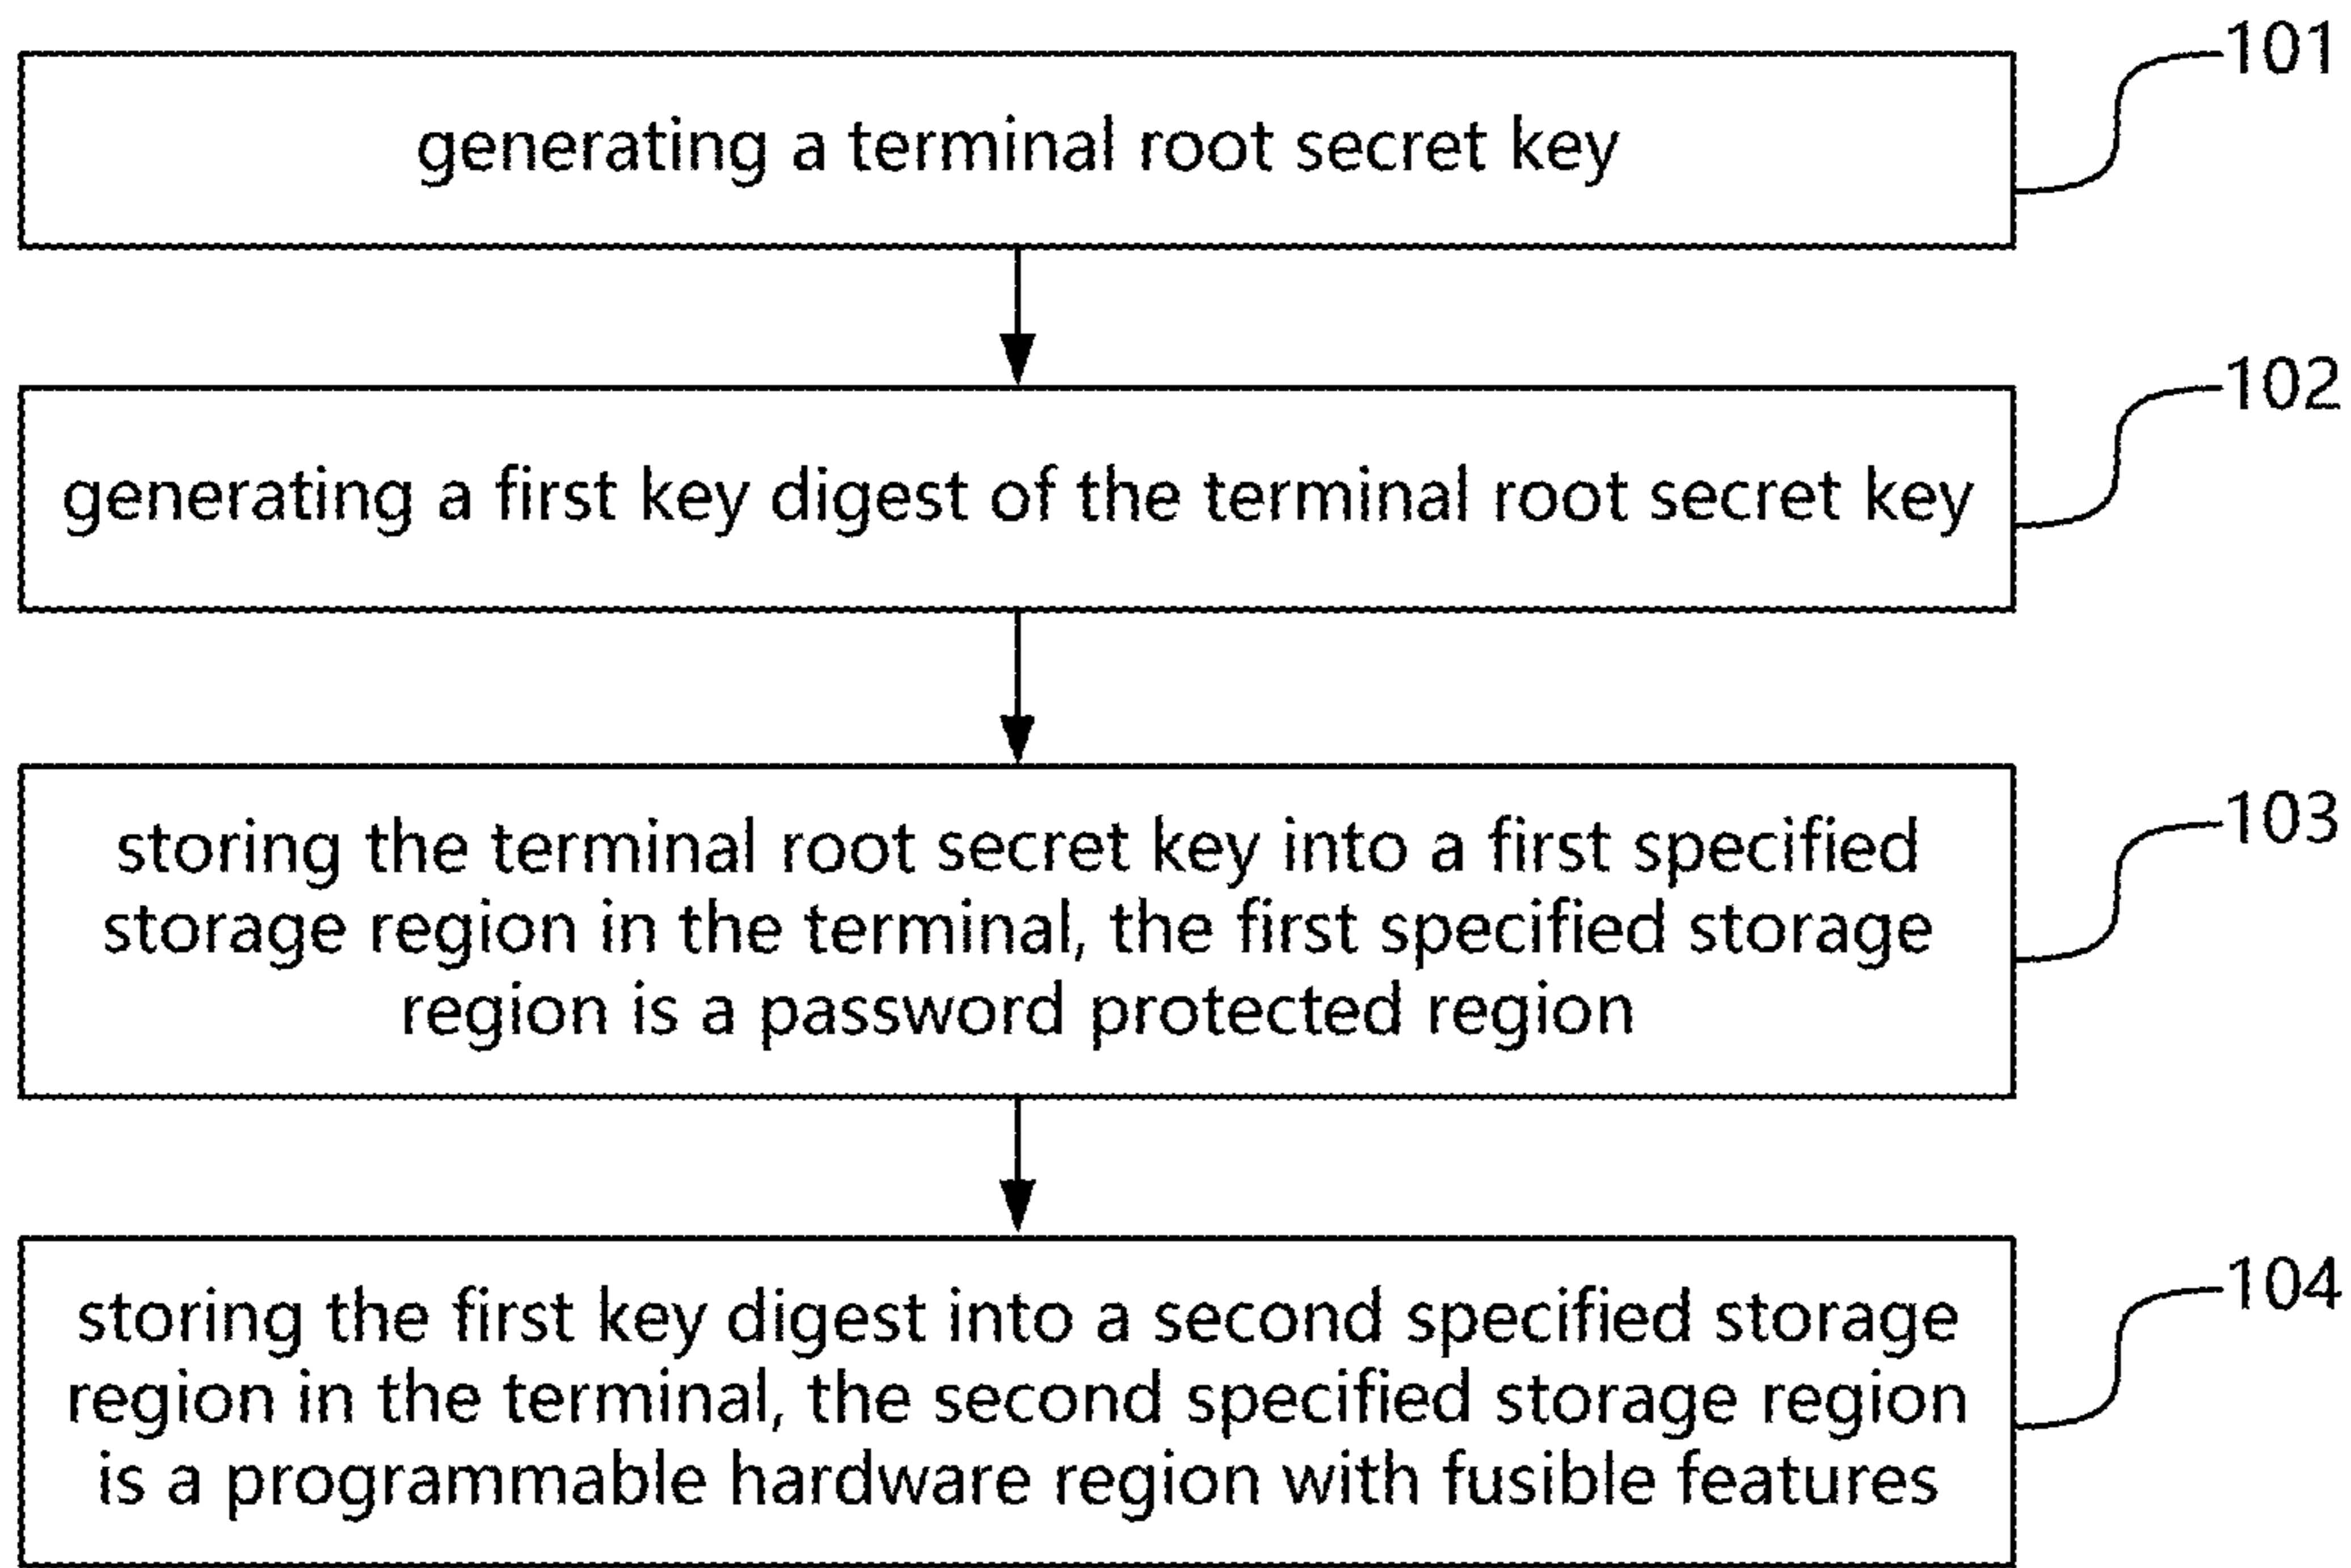 101
generating a terminal root secret key
102
generating a first key digest of the terminal root secret key
103
storing the terminal root secret key into a first specified
storage region in the terminal, the first specified storage
region is a password protected region
104
storing the first key digest into a second specified storage
region in the terminal, the second specified storage region
is a programmable hardware region with fusible features